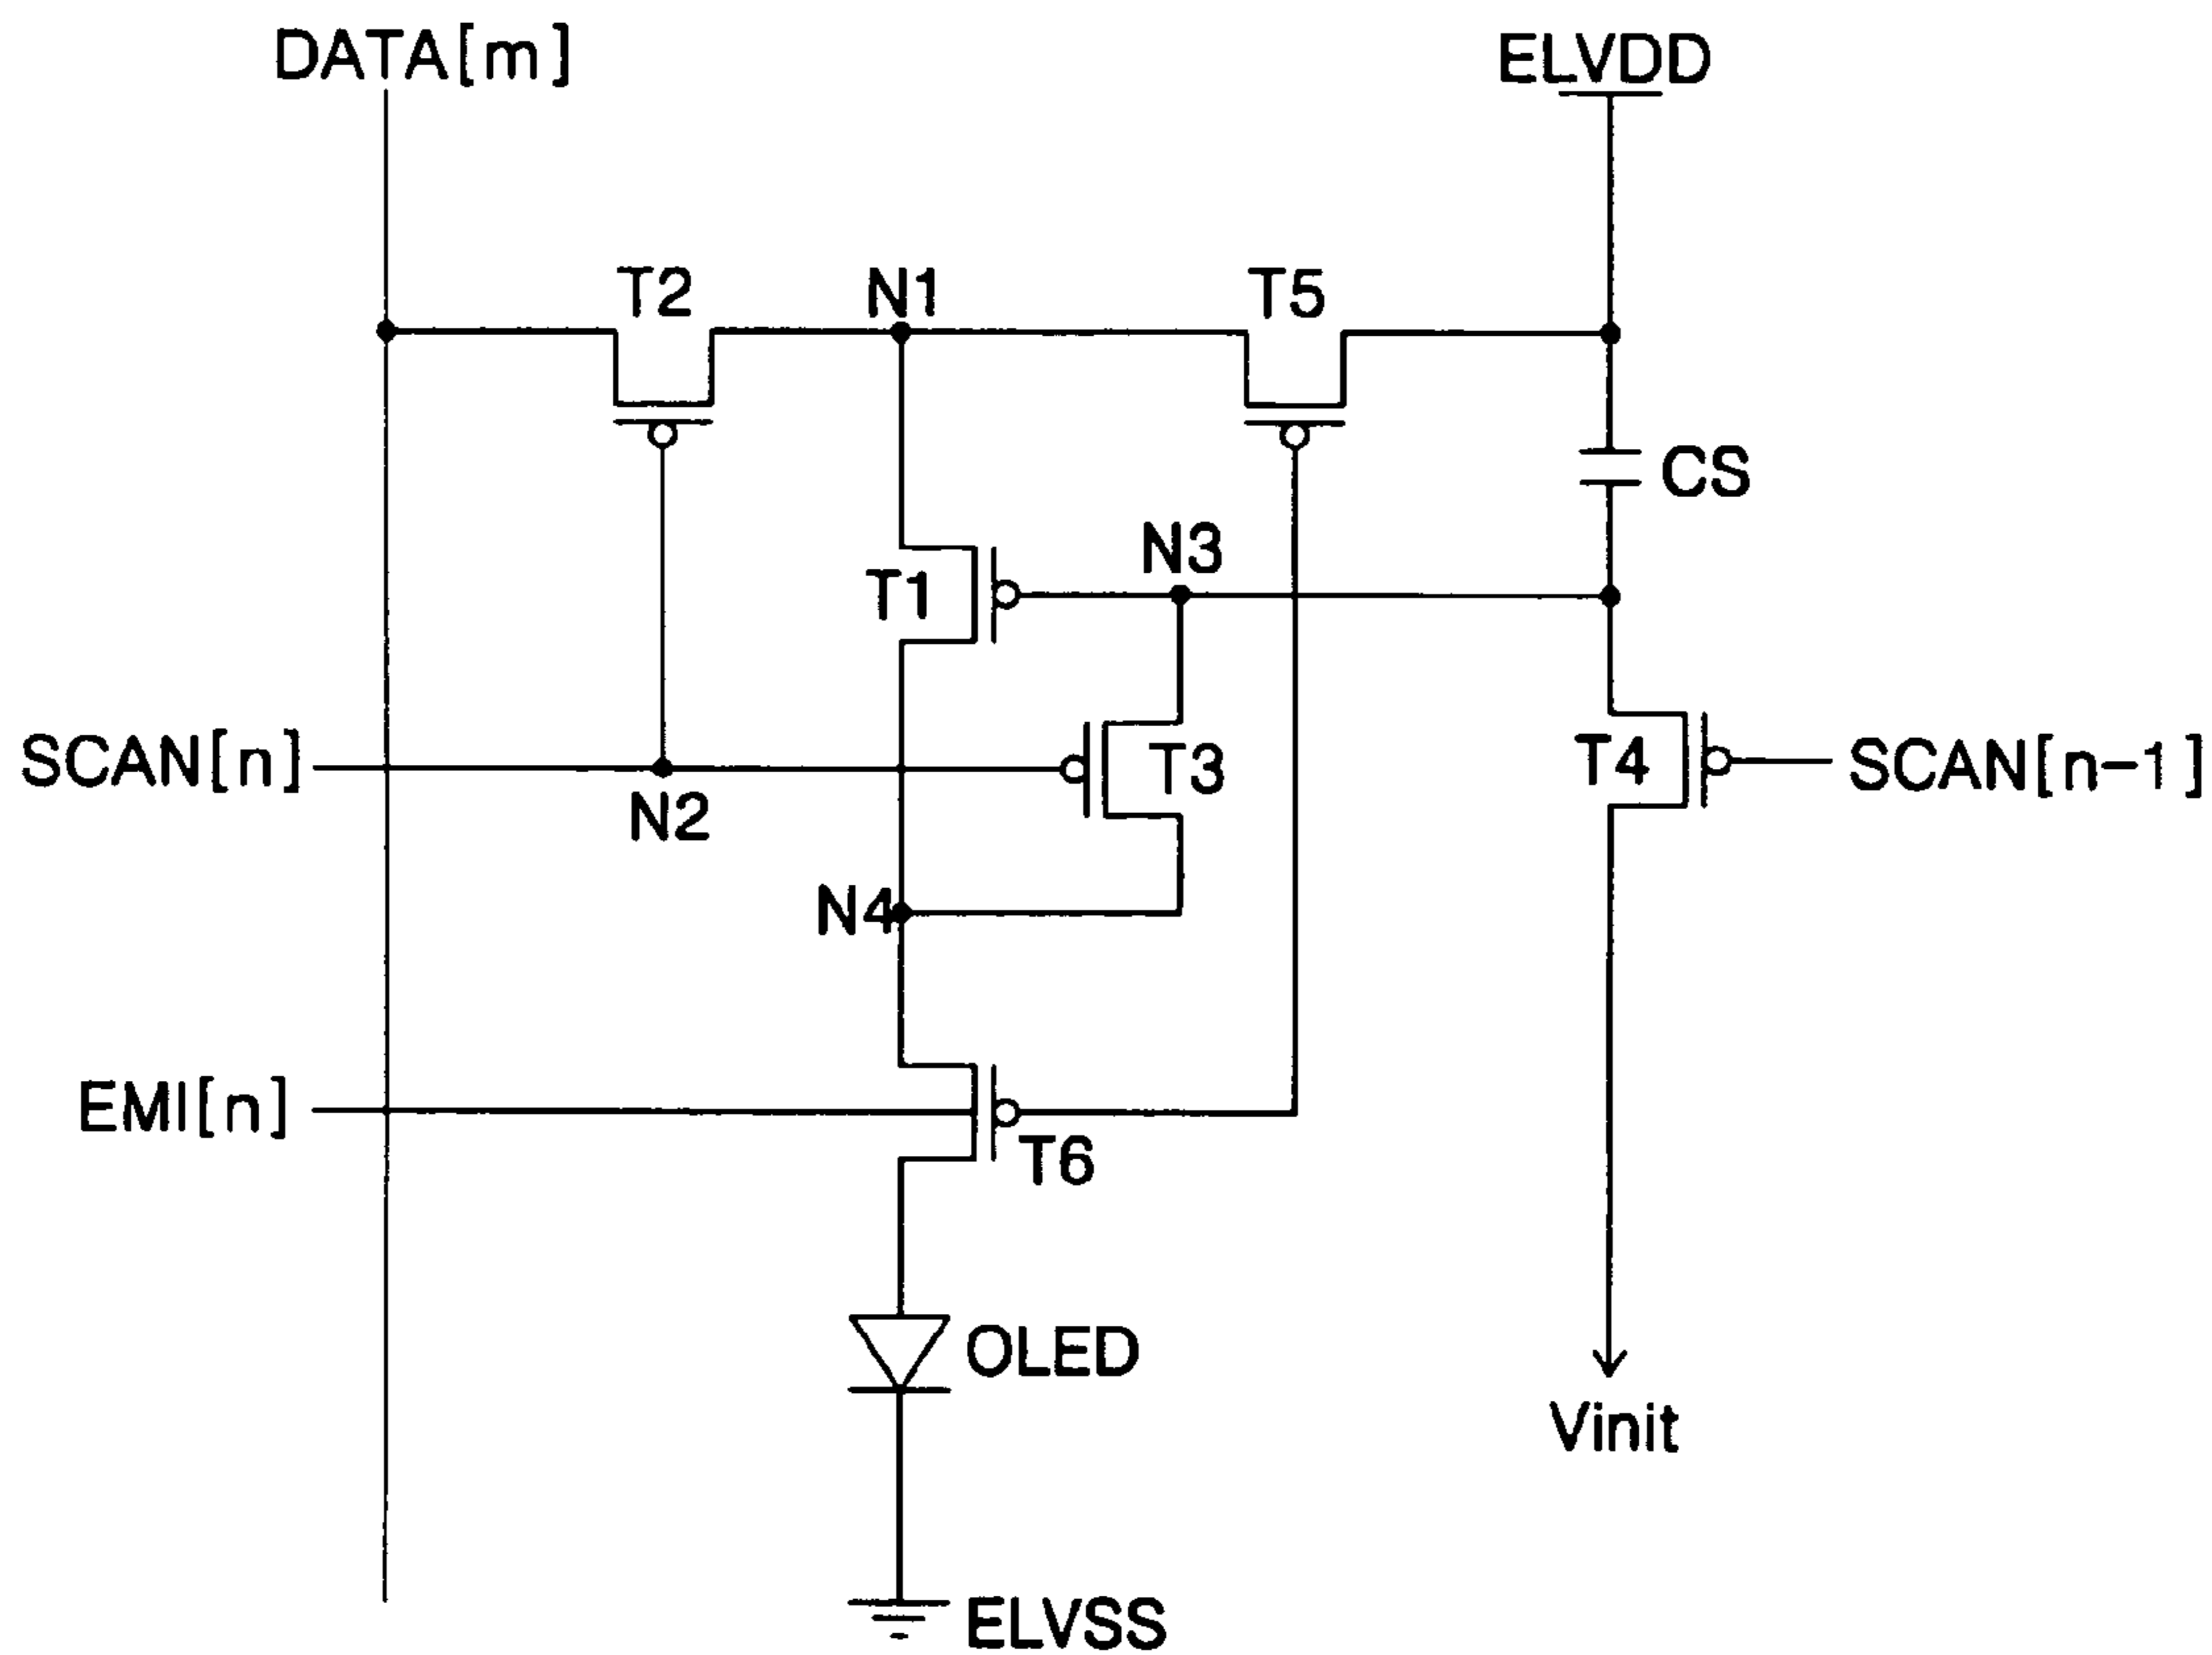 DATA[m]
ELVDD
T2
N1
T5
CS
N3
T1
SCAN[n]
T3
T4
SCAN[n-1]
N2
N4
EMI[n]
T6
OLED
Vinit
ELVSS